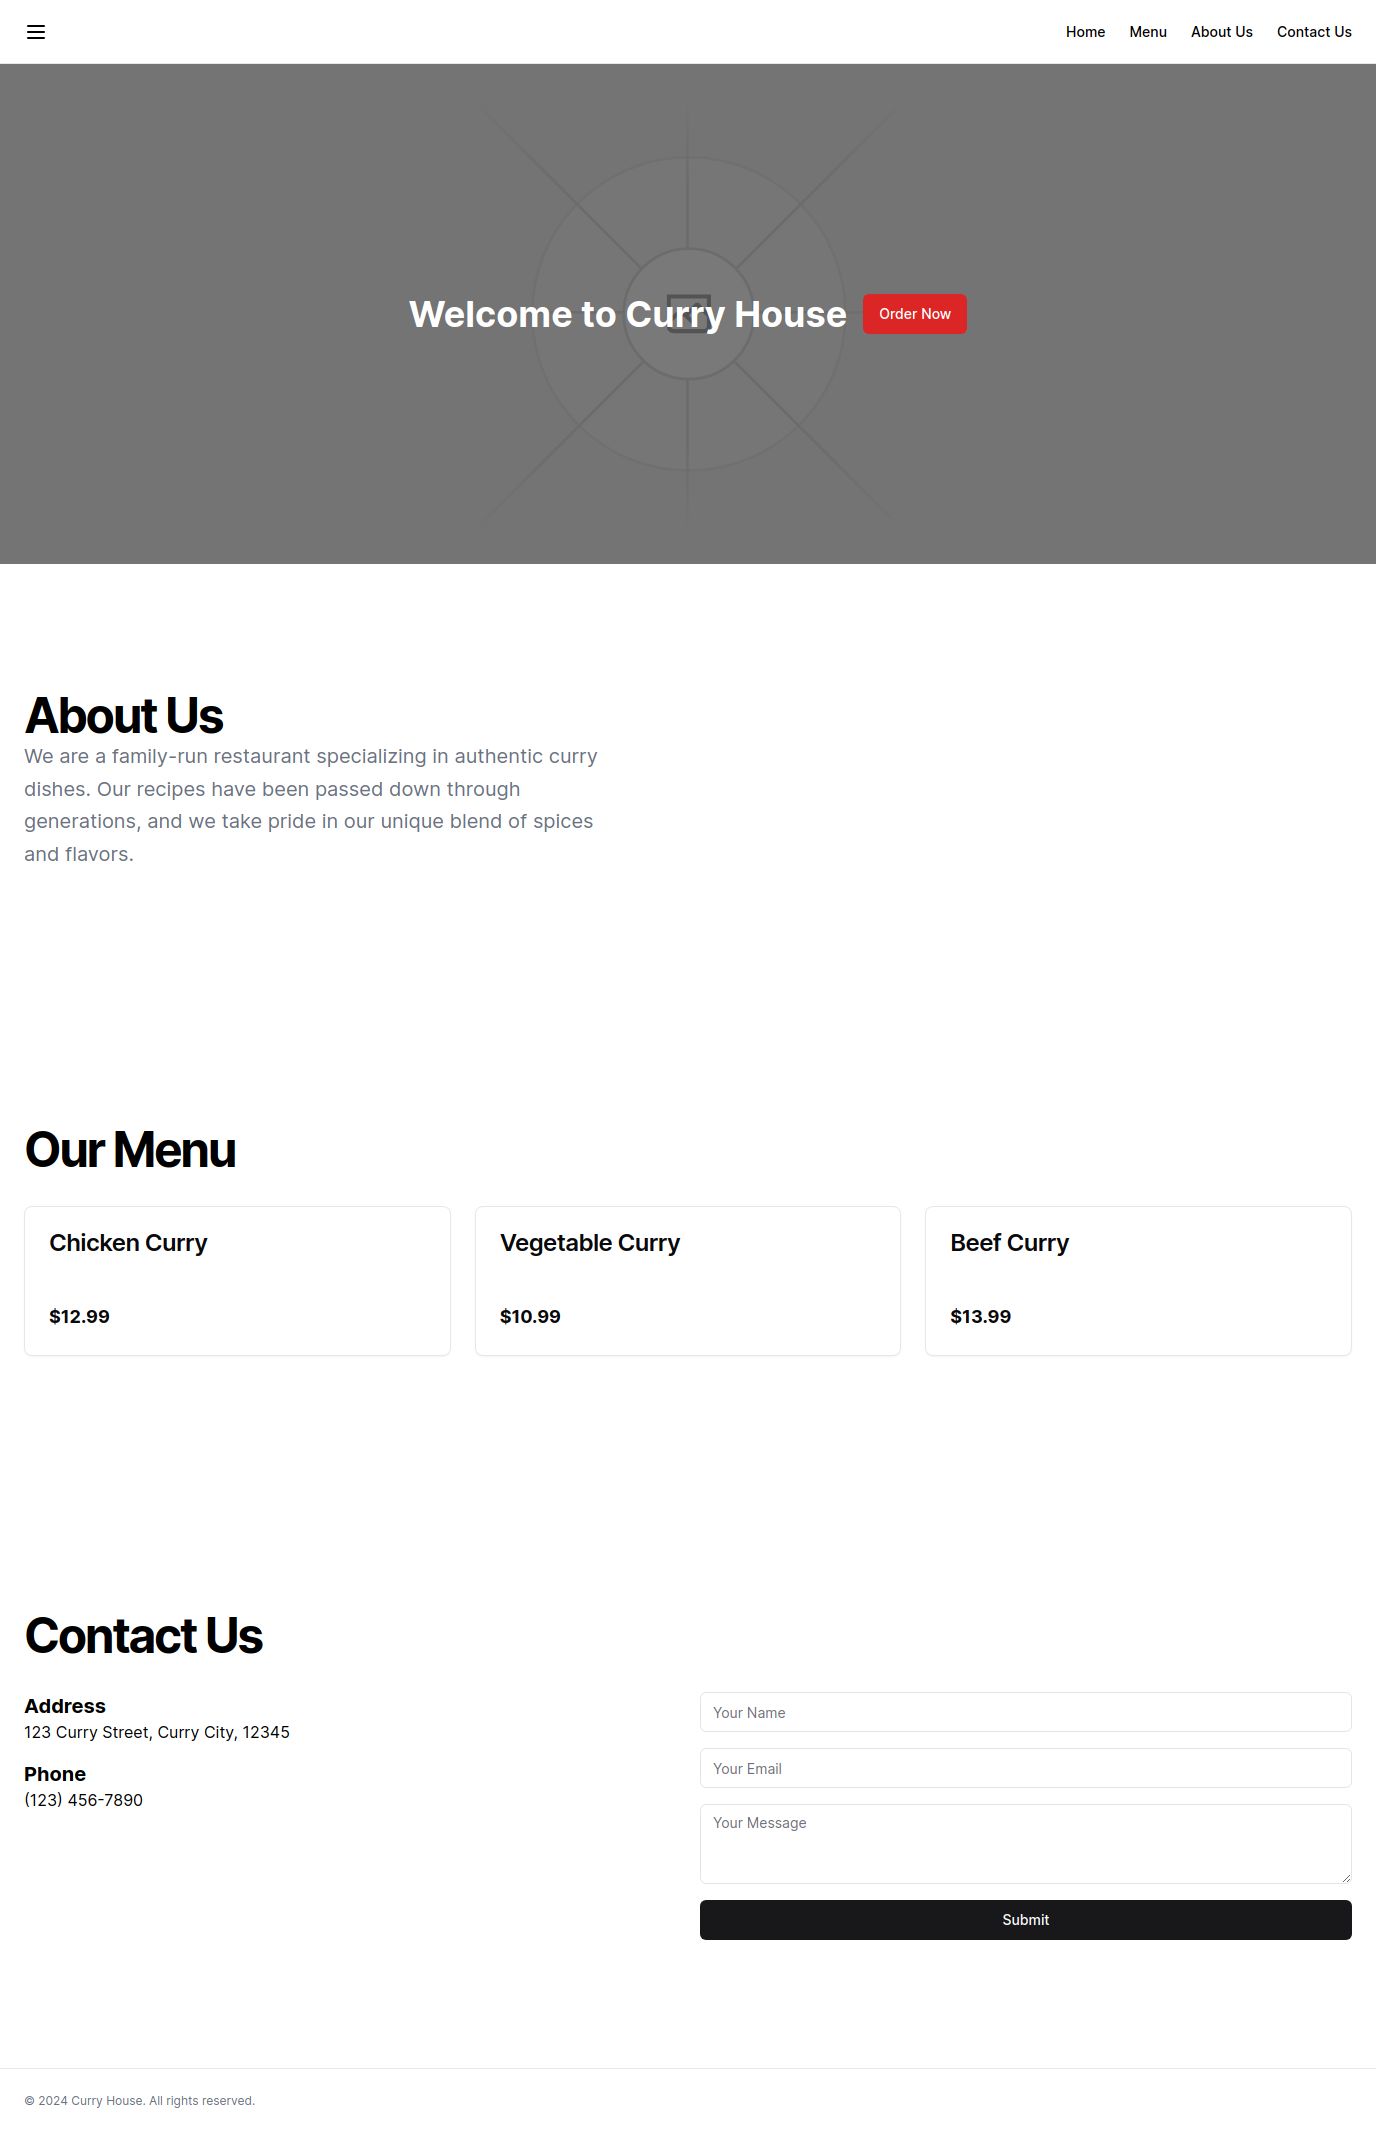 Home Menu About Us Contact Us
Welcome to Curry House Order Now
About Us
We are a family-run restaurant specializing in authentic curry
dishes. Our recipes have been passed down through
generations, and we take pride in our unique blend of spices
and flavors.
Our Menu
Chicken Curry
$12.99
Vegetable Curry
$10.99
Beef Curry
$13.99
Contact Us
Address
123 Curry Street, Curry City, 12345
Phone
(123) 456-7890
Your Name
Your Email
Your Message
Submit
© 2024 Curry House. All rights reserved.